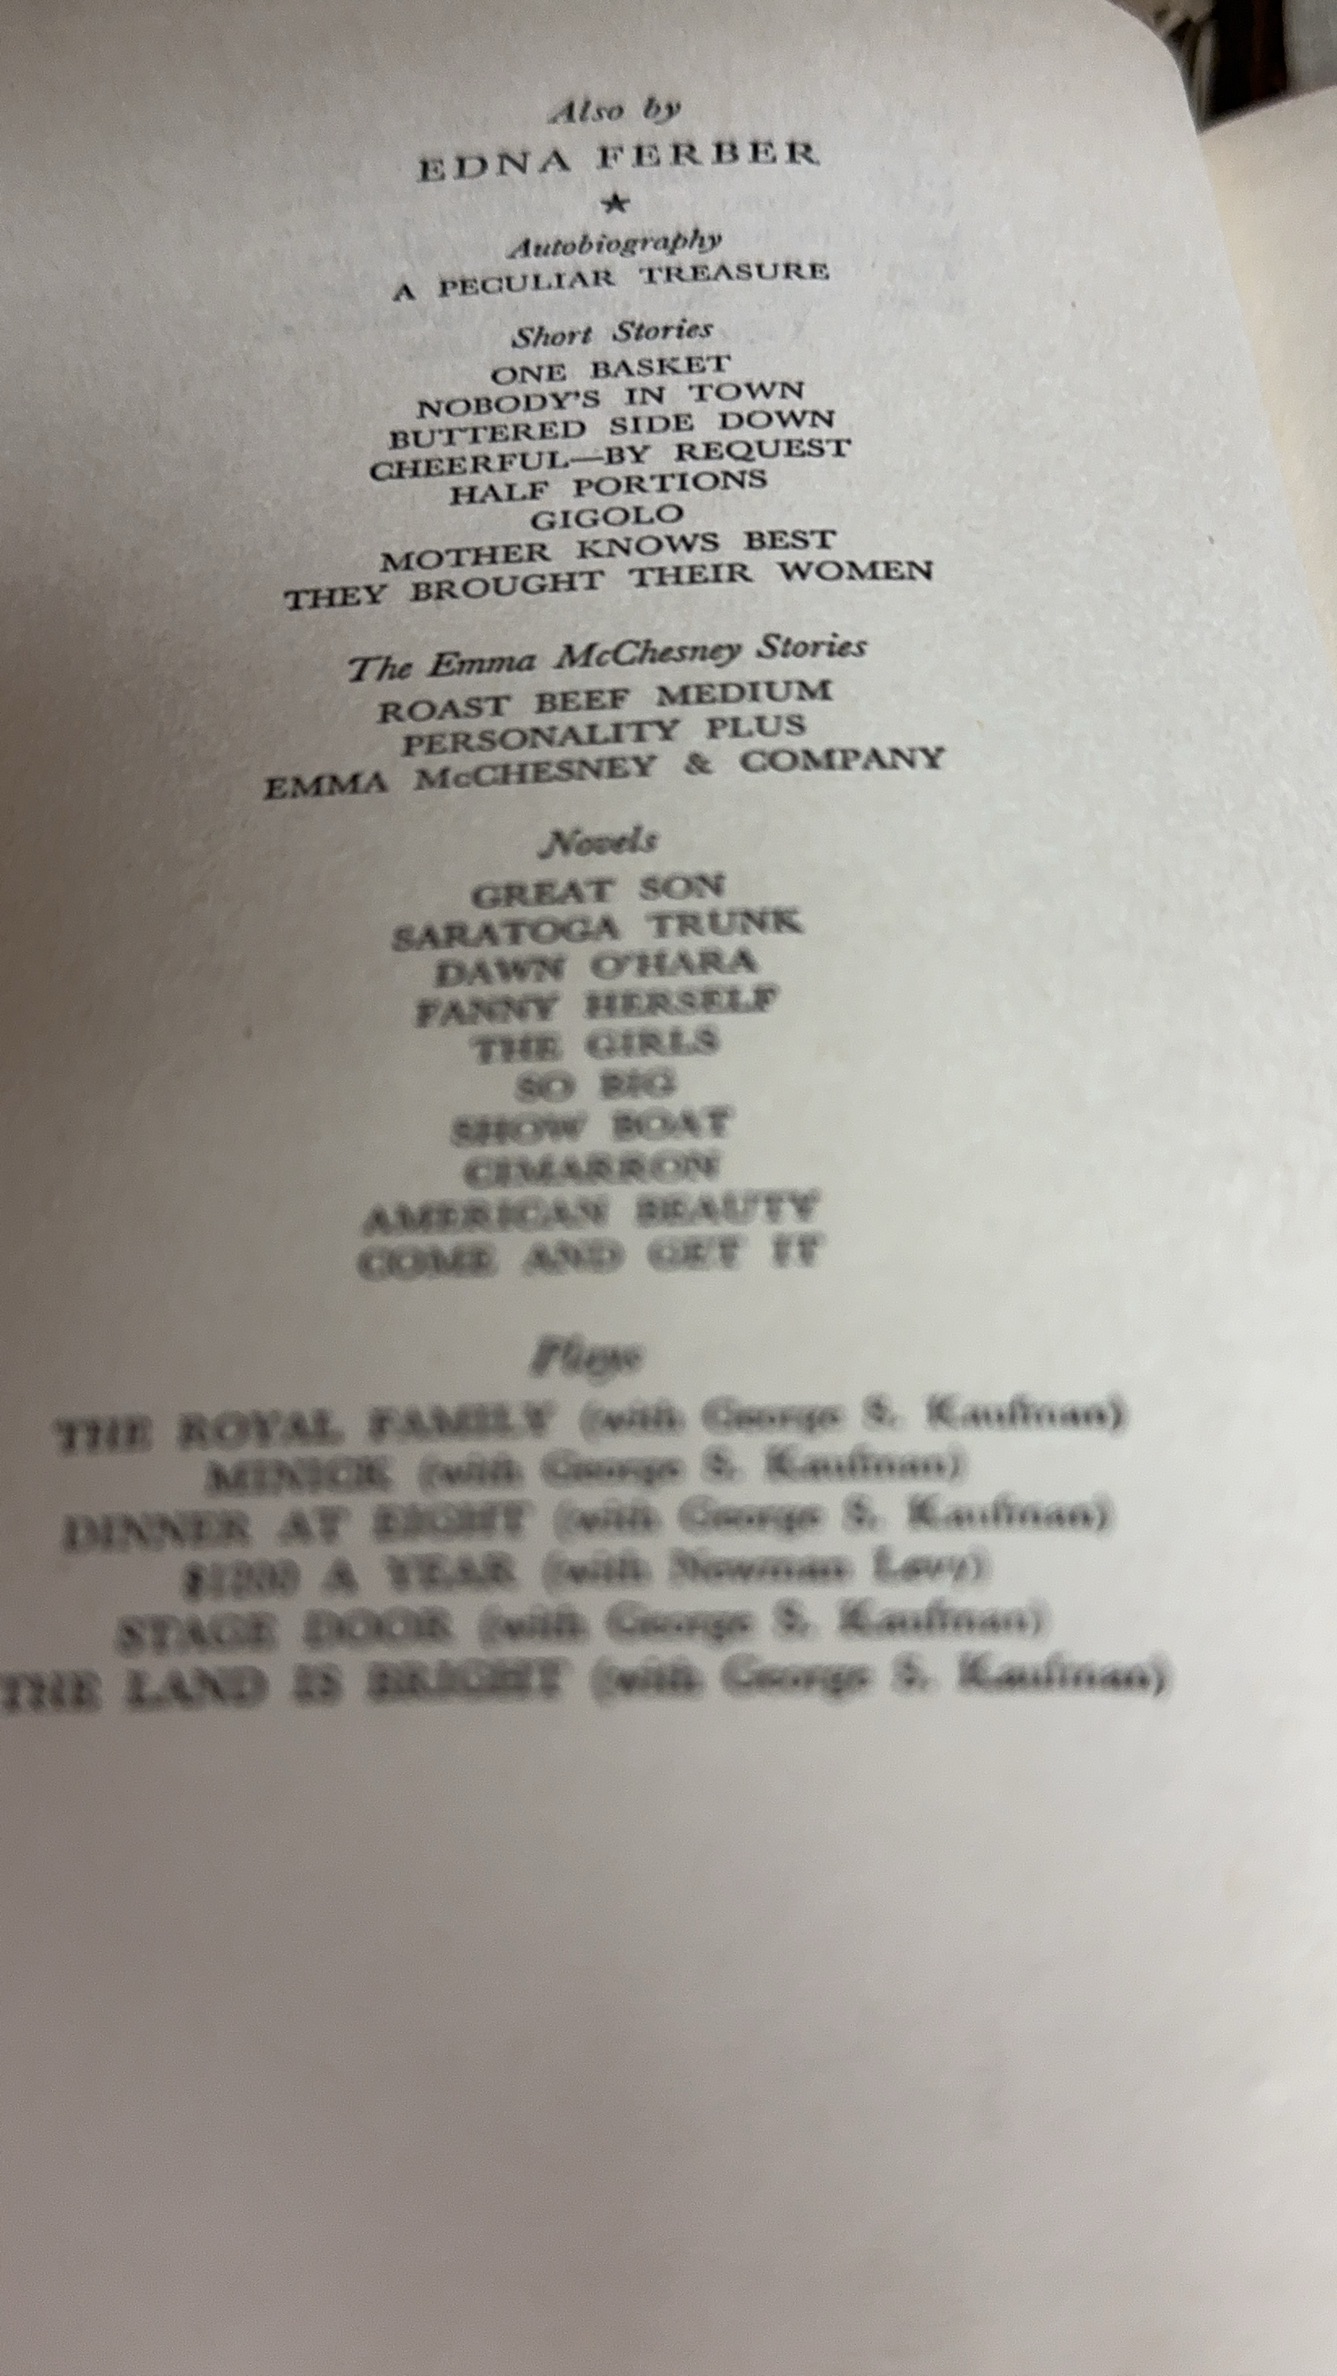 Also by
EDNA FERBER
★
Autobiography
A PECULIAR TREASURE
Short Stories
ONE BASKET
NOBODY'S IN TOWN
BUTTERED SIDE DOWN
CHEERFUL—BY REQUEST
HALF PORTIONS
GIGOLO
MOTHER KNOWS BEST
THEY BROUGHT THEIR WOMEN
The Emma McChesney Stories
ROAST BEEF MEDIUM
PERSONALITY PLUS
EMMA McCHESNEY & COMPANY
Novels
GREAT SON
SARATOGA TRUNK
DAWN O'HARA
FANNY HERSELF
THE GIRLS
SO BIG
SHOW BOAT
CIMARRON
AMERICAN BEAUTY
COME AND GET IT
Plays
THE ROYAL FAMILY (with George S. Kaufman)
MINICK (with George S. Kaufman)
DINNER AT EIGHT (with George S. Kaufman)
$1200 A YEAR (with Newman Levy)
STAGE DOOR (with George S. Kaufman)
THE LAND IS BRIGHT (with George S. Kaufman)